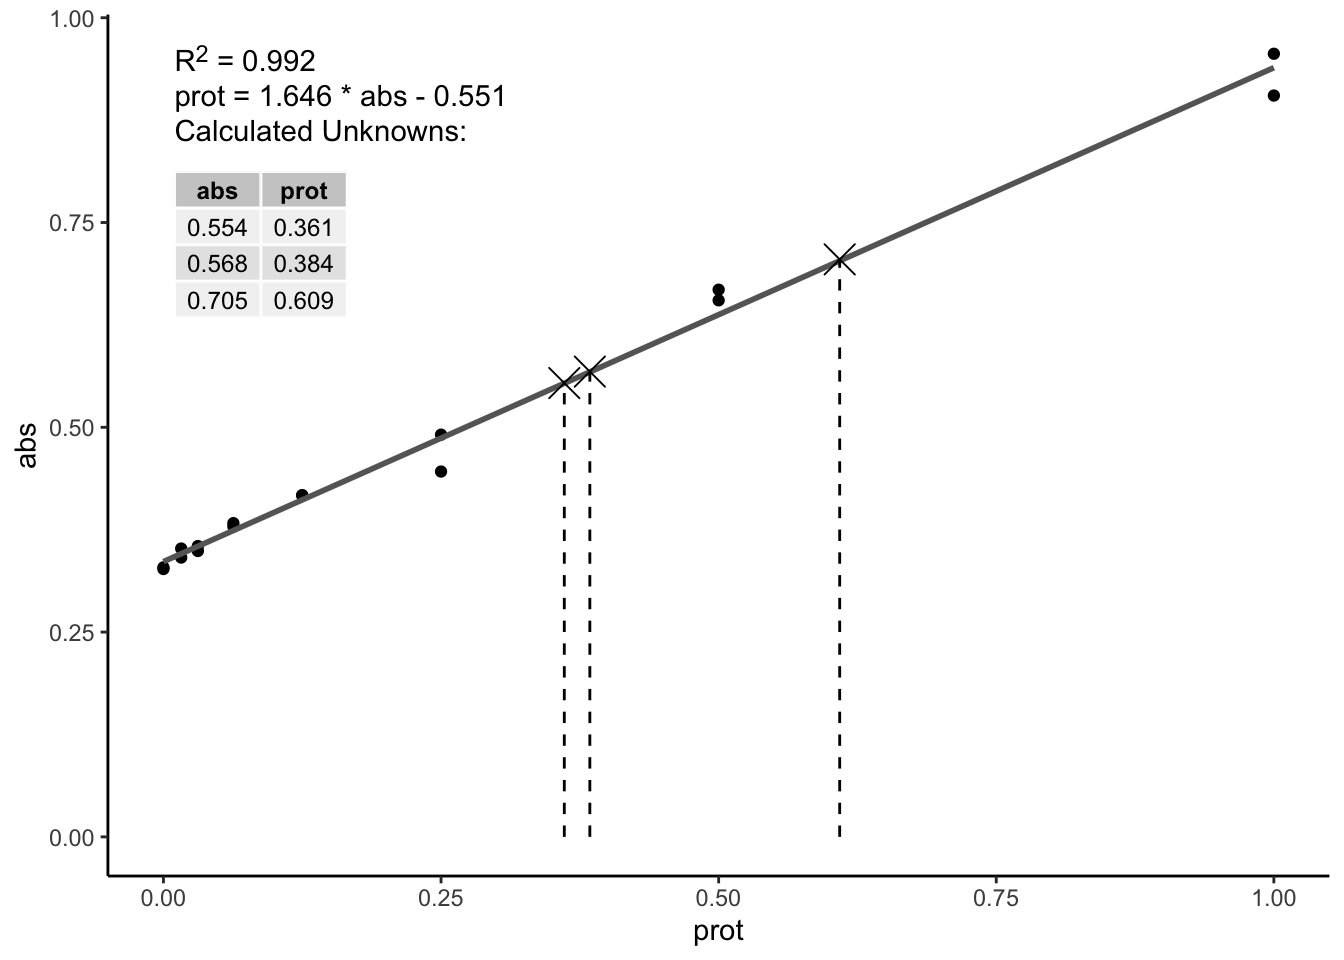 R² = 0.992
prot = 1.646 * abs - 0.551
Calculated Unknowns:
abs prot
0.554 0.361
0.568 0.384
0.705 0.609
1.00
0.75
0.50
0.25
0.00
abs
0.00 0.25 0.50 0.75 1.00
prot